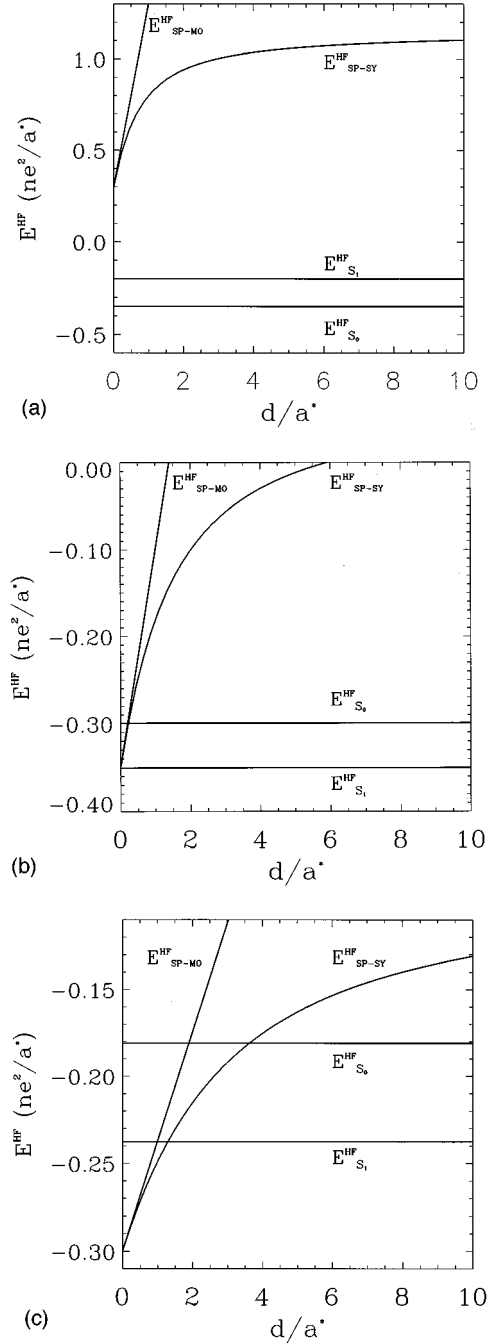 E^HF_SP-MO
E^HF_SP-SY
1.0
0.5
0.0
−0.5
E^HF (ne²/a*)
E^HF_S₁
E^HF_S₀
0 2 4 6 8 10
d/a*
(a)
0.00
−0.10
−0.20
−0.30
−0.40
E^HF (ne²/a*)
E^HF_SP-MO E^HF_SP-SY
E^HF_S₀
E^HF_S₁
0 2 4 6 8 10
d/a*
(b)
−0.15
−0.20
−0.25
−0.30
E^HF (ne²/a*)
E^HF_SP-MO E^HF_SP-SY
E^HF_S₀
E^HF_S₁
0 2 4 6 8 10
d/a*
(c)